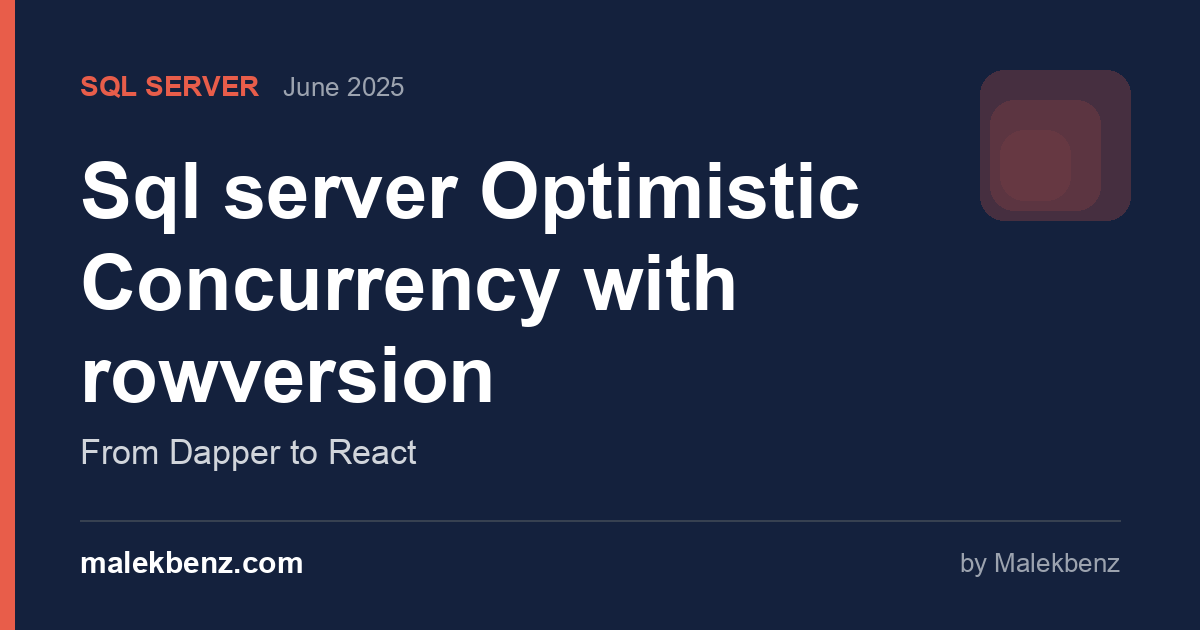 SQL SERVER June 2025
Sql server Optimistic
Concurrency with
rowversion
From Dapper to React
malekbenz.com
by Malekbenz